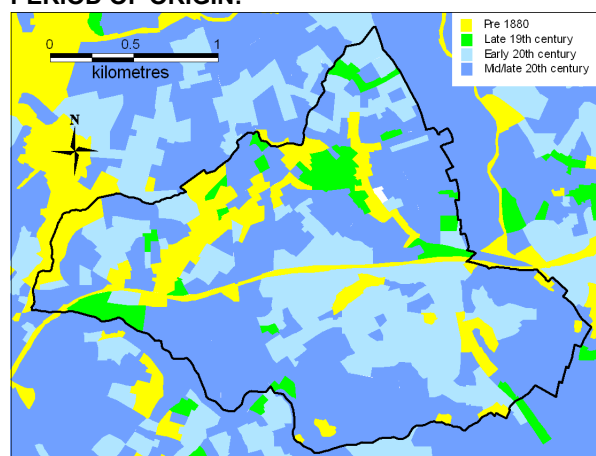 PERIOD OF ORIGIN:
0 0.5 1
kilometres
N
Pre 1880
Late 19th century
Early 20th century
Mid/late 20th century